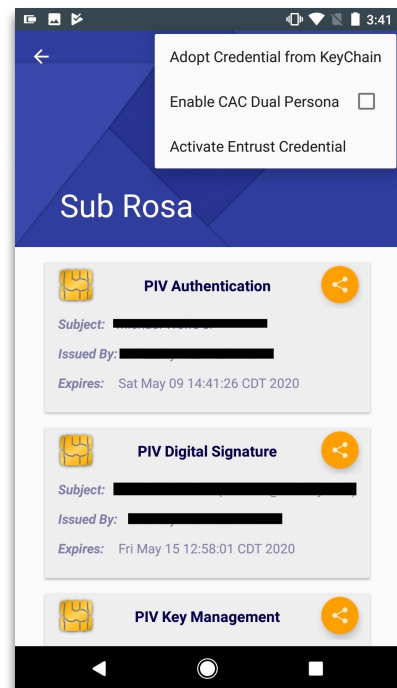 3:41
Adopt Credential from KeyChain
Enable CAC Dual Persona
Activate Entrust Credential
Sub Rosa
PIV Authentication
Subject:
Issued By:
Expires: Sat May 09 14:41:26 CDT 2020
PIV Digital Signature
Subject:
Issued By:
Expires: Fri May 15 12:58:01 CDT 2020
PIV Key Management